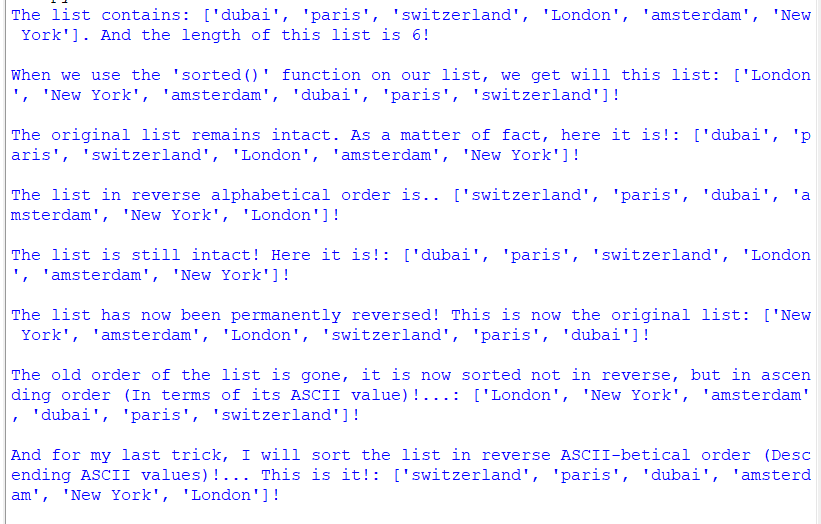 The list contains: ['dubai', 'paris', 'switzerland', 'London', 'amsterdam', 'New
 York']. And the length of this list is 6!
When we use the 'sorted()' function on our list, we get will this list: ['London
', 'New York', 'amsterdam', 'dubai', 'paris', 'switzerland']!
The original list remains intact. As a matter of fact, here it is!: ['dubai', 'p
aris', 'switzerland', 'London', 'amsterdam', 'New York']!
The list in reverse alphabetical order is.. ['switzerland', 'paris', 'dubai', 'a
msterdam', 'New York', 'London']!
The list is still intact! Here it is!: ['dubai', 'paris', 'switzerland', 'London
', 'amsterdam', 'New York']!
The list has now been permanently reversed! This is now the original list: ['New
 York', 'amsterdam', 'London', 'switzerland', 'paris', 'dubai']!
The old order of the list is gone, it is now sorted not in reverse, but in ascen
ding order (In terms of its ASCII value)!...: ['London', 'New York', 'amsterdam'
, 'dubai', 'paris', 'switzerland']!
And for my last trick, I will sort the list in reverse ASCII-betical order (Desc
ending ASCII values)!... This is it!: ['switzerland', 'paris', 'dubai', 'amsterd
am', 'New York', 'London']!